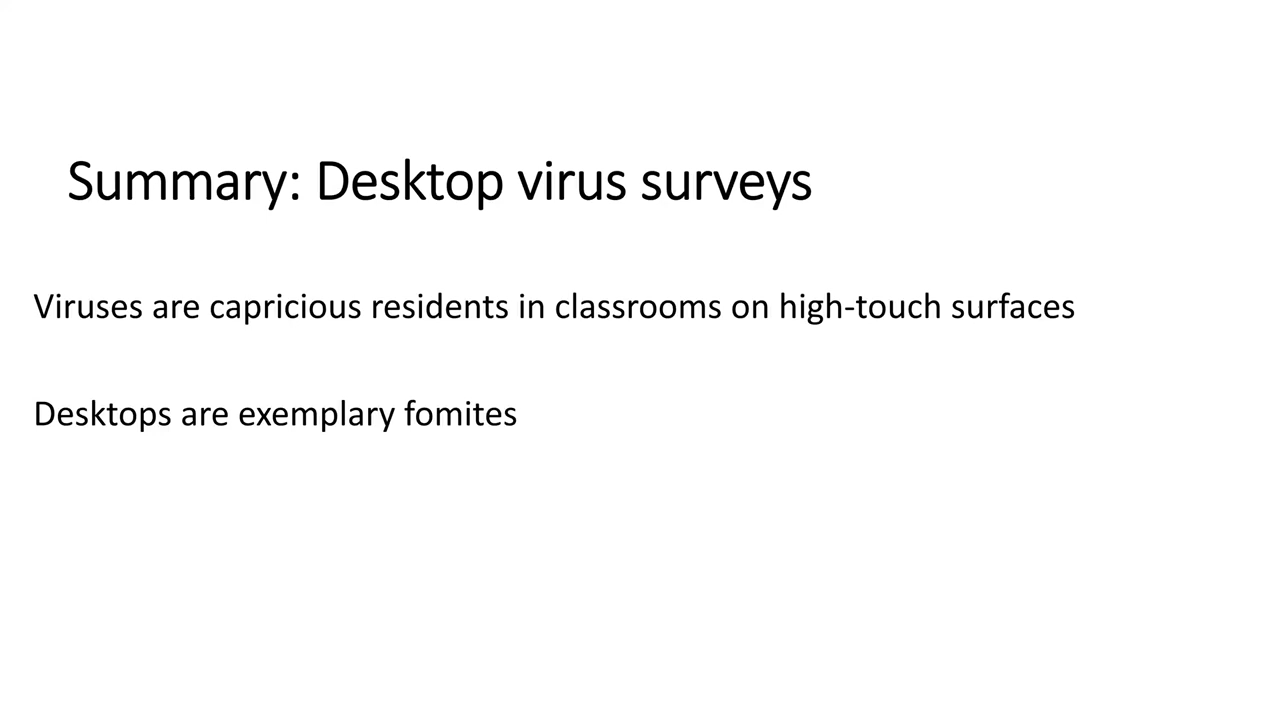 Summary: Desktop virus surveys
Viruses are capricious residents in classrooms on high-touch surfaces
Desktops are exemplary fomites